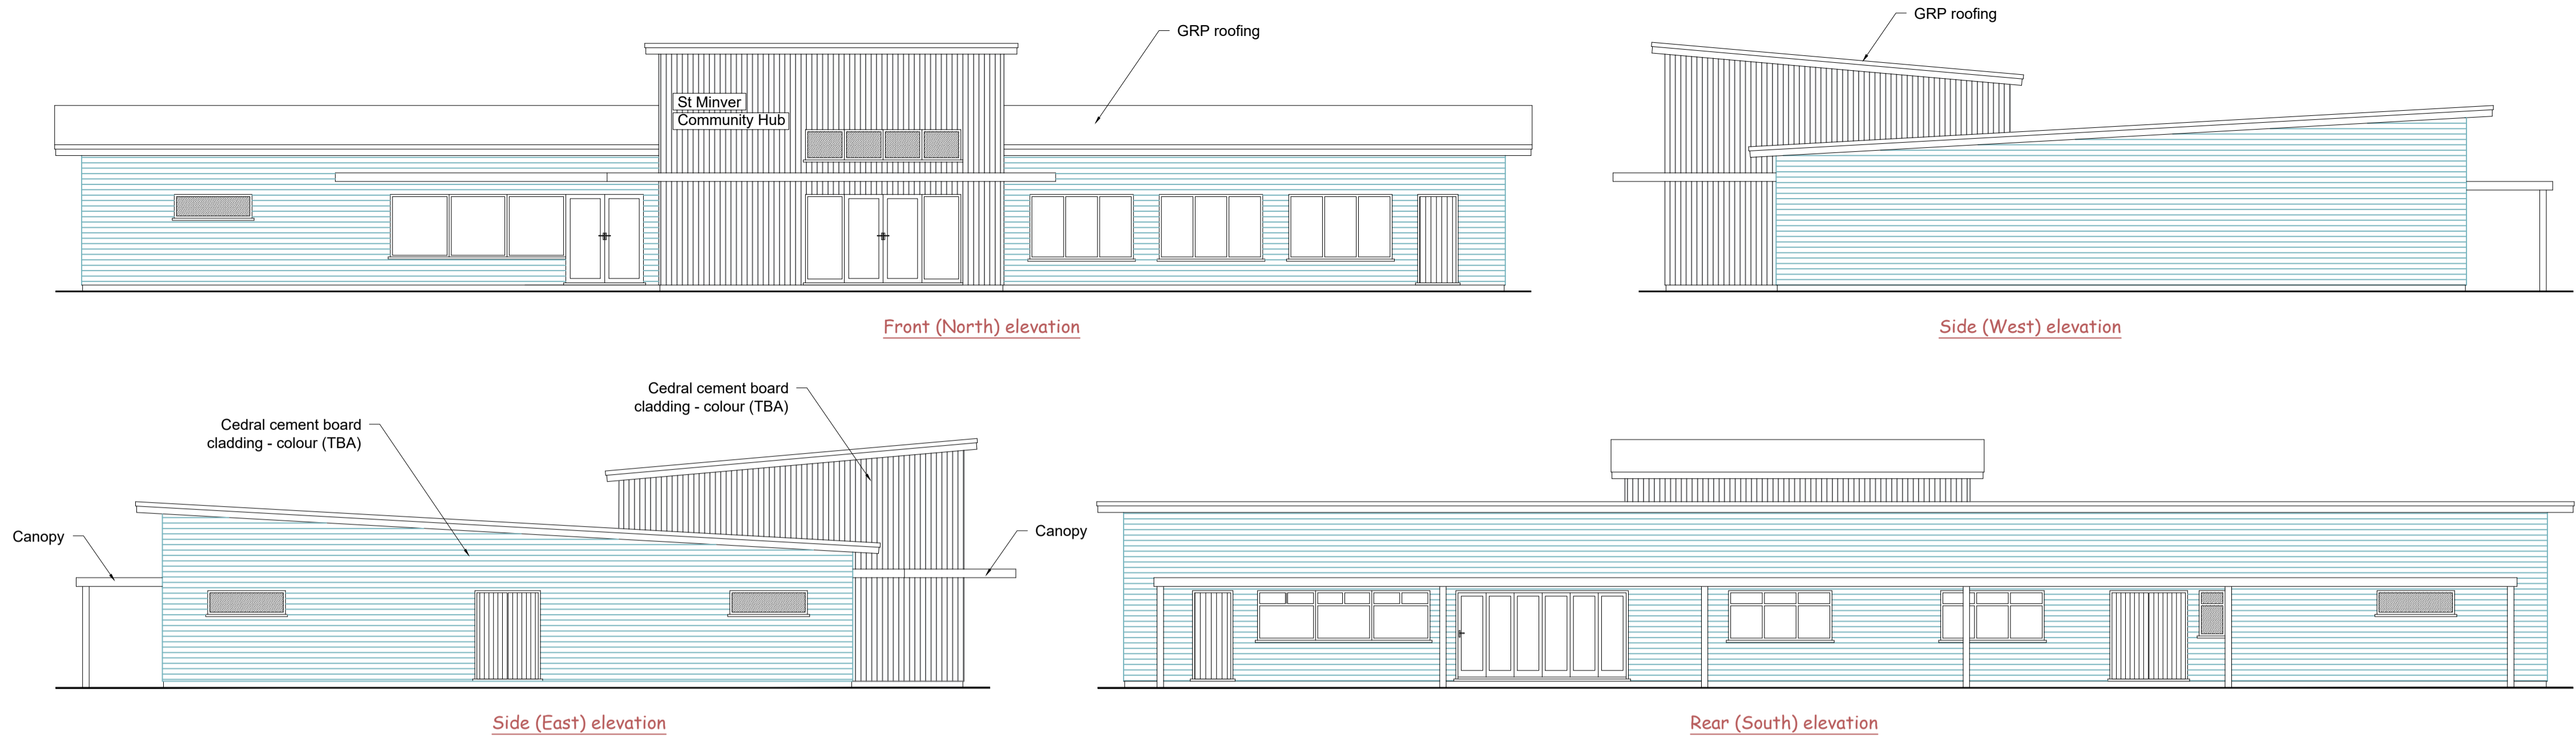 GRP roofing
St Minver
Community Hub
Front (North) elevation
GRP roofing
Side (West) elevation
Cedral cement board
cladding - colour (TBA)
Cedral cement board
cladding - colour (TBA)
Canopy
Canopy
Side (East) elevation
Rear (South) elevation